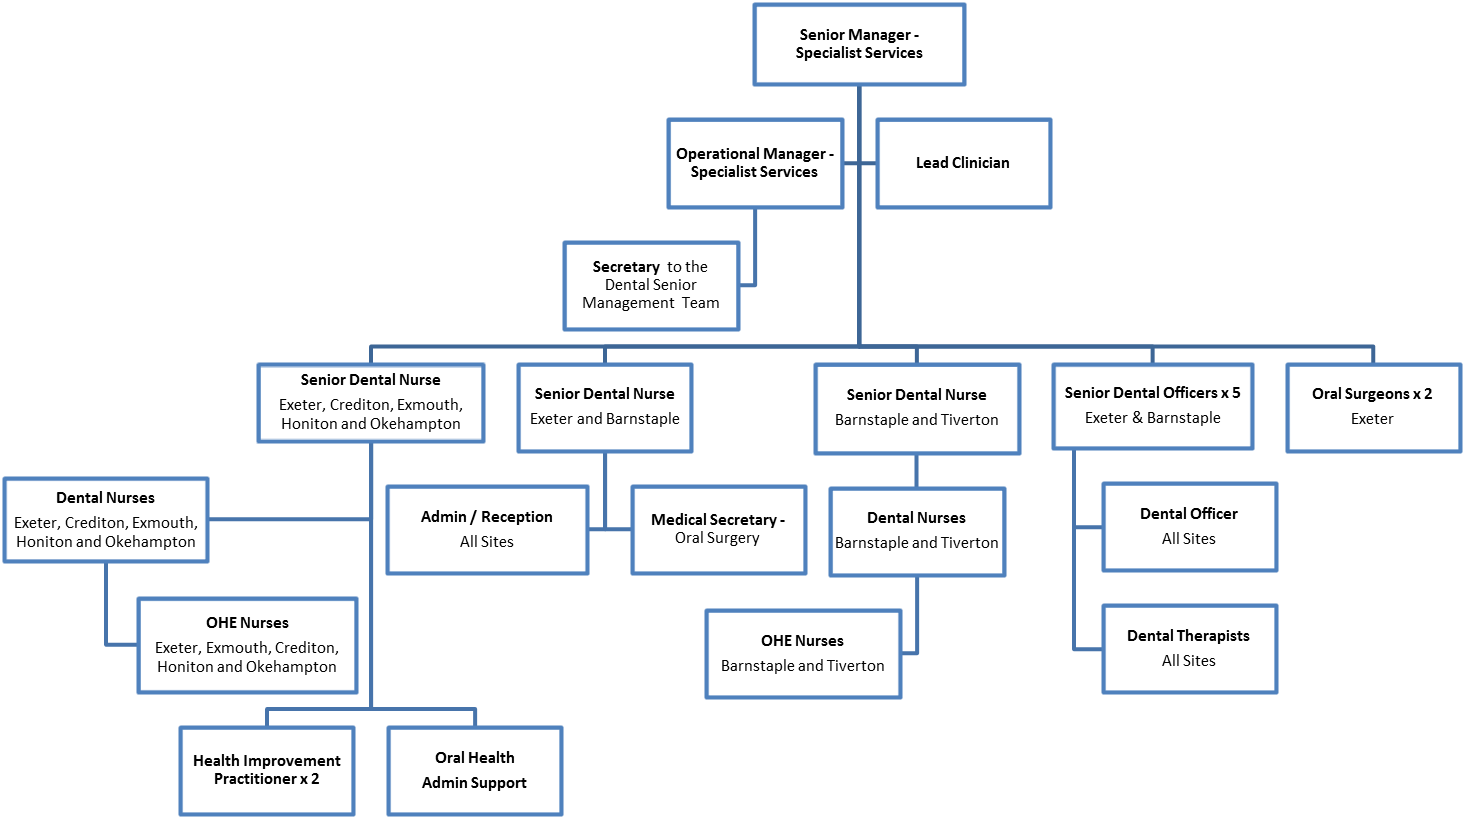 Senior Manager -
Specialist Services
Operational Manager -
Specialist Services
Lead Clinician
Secretary to the
Dental Senior
Management Team
Senior Dental Nurse
Exeter, Crediton, Exmouth,
Honiton and Okehampton
Senior Dental Nurse
Exeter and Barnstaple
Senior Dental Nurse
Barnstaple and Tiverton
Senior Dental Officers x 5
Exeter & Barnstaple
Oral Surgeons x 2
Exeter
Dental Nurses
Exeter, Crediton, Exmouth,
Honiton and Okehampton
Admin / Reception
All Sites
Medical Secretary -
Oral Surgery
Dental Nurses
Barnstaple and Tiverton
Dental Officer
All Sites
OHE Nurses
Exeter, Exmouth, Crediton,
Honiton and Okehampton
OHE Nurses
Barnstaple and Tiverton
Dental Therapists
All Sites
Health Improvement
Practitioner x 2
Oral Health
Admin Support